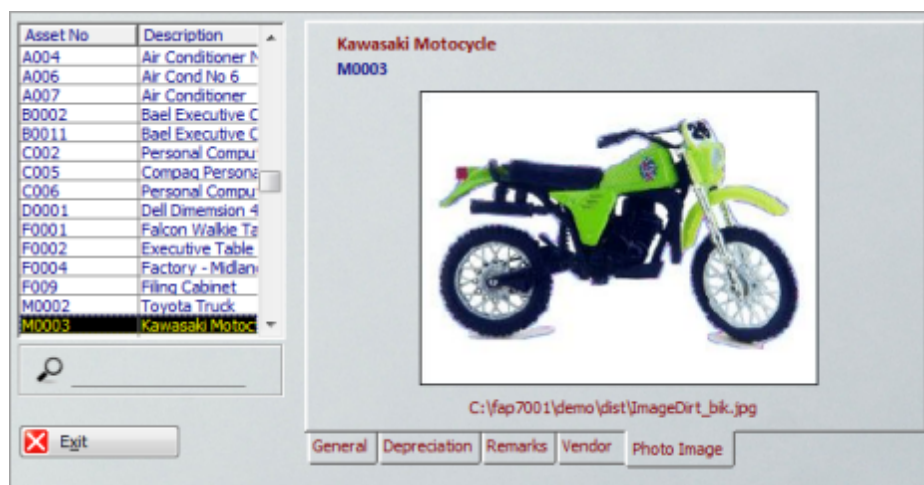 Asset No Description
A004 Air Conditioner N
A006 Air Cond No 6
A007 Air Conditioner
B0002 Bael Executive C
B0011 Bael Executive C
C002 Personal Compu
C005 Compaq Persona
C006 Personal Compu
D0001 Dell Dimemsion 4
F0001 Falcon Walkie Ta
F0002 Executive Table
F0004 Factory - Midlan
F009 Filing Cabinet
M0002 Toyota Truck
M0003 Kawasaki Motoc
Exit
Kawasaki Motocycle
M0003
C:\fap7001\demo\dist\ImageDirt_bik.jpg
General Depreciation Remarks Vendor Photo Image